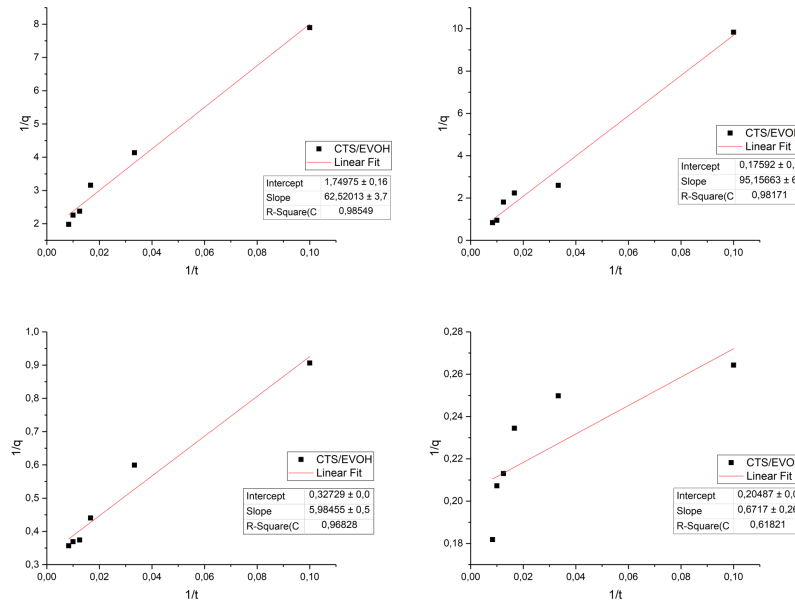 8
7
6
5
4
3
2
1/q
0,00
0,02
0,04
0,06
0,08
0,10
1/t
CTS/EVOH
Linear Fit
Intercept 1,74975 ± 0,16
Slope 62,52013 ± 3,7
R-Square(C 0,98549
10
8
6
4
2
0
1/q
0,00
0,02
0,04
0,06
0,08
0,10
1/t
CTS/EVO
Linear Fit
Intercept 0,17592 ± 0,
Slope 95,15663 ± 6
R-Square(C 0,98171
1,0
0,9
0,8
0,7
0,6
0,5
0,4
0,3
1/q
0,00
0,02
0,04
0,06
0,08
0,10
1/t
CTS/EVOH
Linear Fit
Intercept 0,32729 ± 0,0
Slope 5,98455 ± 0,5
R-Square(C 0,96828
0,28
0,26
0,24
0,22
0,20
0,18
1/q
0,00
0,02
0,04
0,06
0,08
0,10
1/t
CTS/EVO
Linear Fit
Intercept 0,20487 ± 0,0
Slope 0,6717 ± 0,26
R-Square(C 0,61821